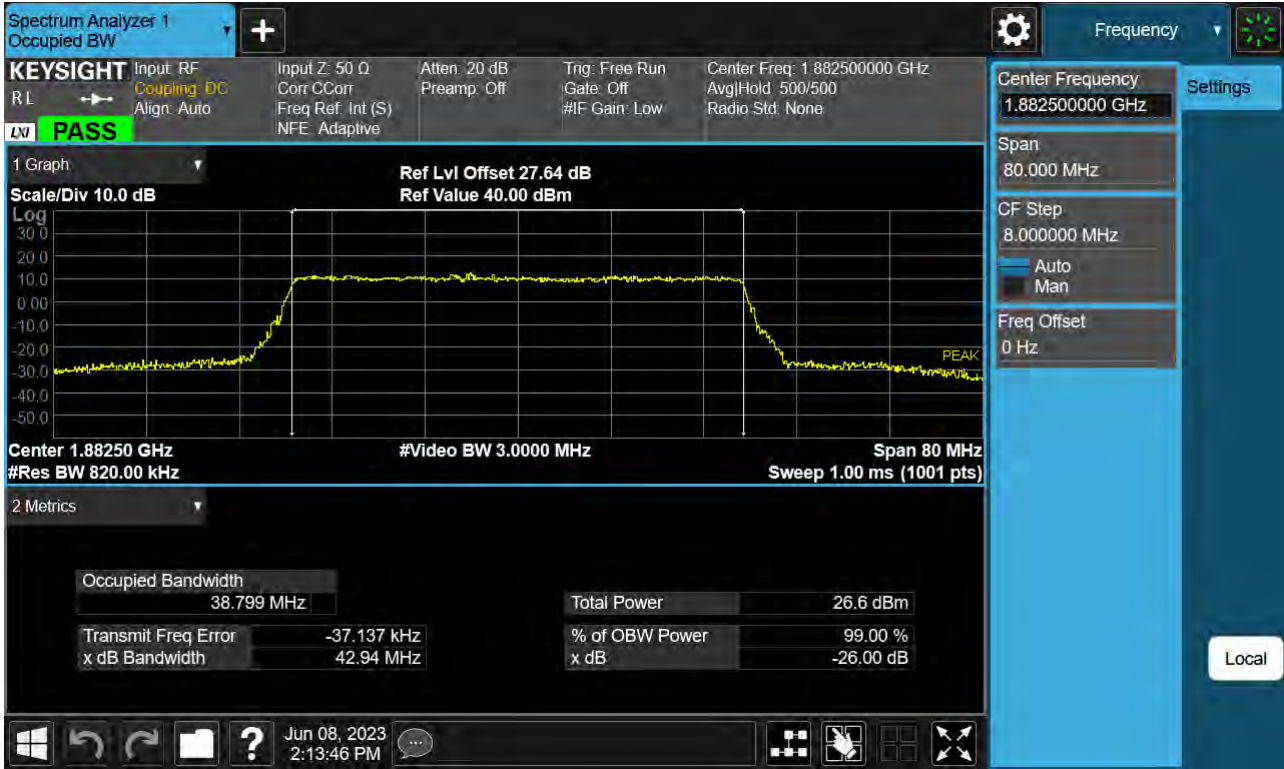 Spectrum Analyzer 1
Occupied BW
+
Frequency
KEYSIGHT
R L
LXI
PASS
Input: RF
Coupling: DC
Align: Auto
Input Z: 50 Ω
Corr CCorr
Freq Ref: Int (S)
NFE: Adaptive
Atten: 20 dB
Preamp: Off
Trig: Free Run
Gate: Off
#IF Gain: Low
Center Freq: 1.882500000 GHz
Avg|Hold: 500/500
Radio Std: None
Center Frequency
1.882500000 GHz
Settings
Span
80.000 MHz
CF Step
8.000000 MHz
Auto
Man
Freq Offset
0 Hz
Local
1 Graph
Scale/Div 10.0 dB
Ref Lvl Offset 27.64 dB
Ref Value 40.00 dBm
Log
30.0
20.0
10.0
0.00
-10.0
-20.0
-30.0
-40.0
-50.0
PEAK
Center 1.88250 GHz
#Video BW 3.0000 MHz
Span 80 MHz
#Res BW 820.00 kHz
Sweep 1.00 ms (1001 pts)
2 Metrics
Occupied Bandwidth
38.799 MHz
Total Power 26.6 dBm
Transmit Freq Error -37.137 kHz
% of OBW Power 99.00 %
x dB Bandwidth 42.94 MHz
x dB -26.00 dB
?
Jun 08, 2023
2:13:46 PM